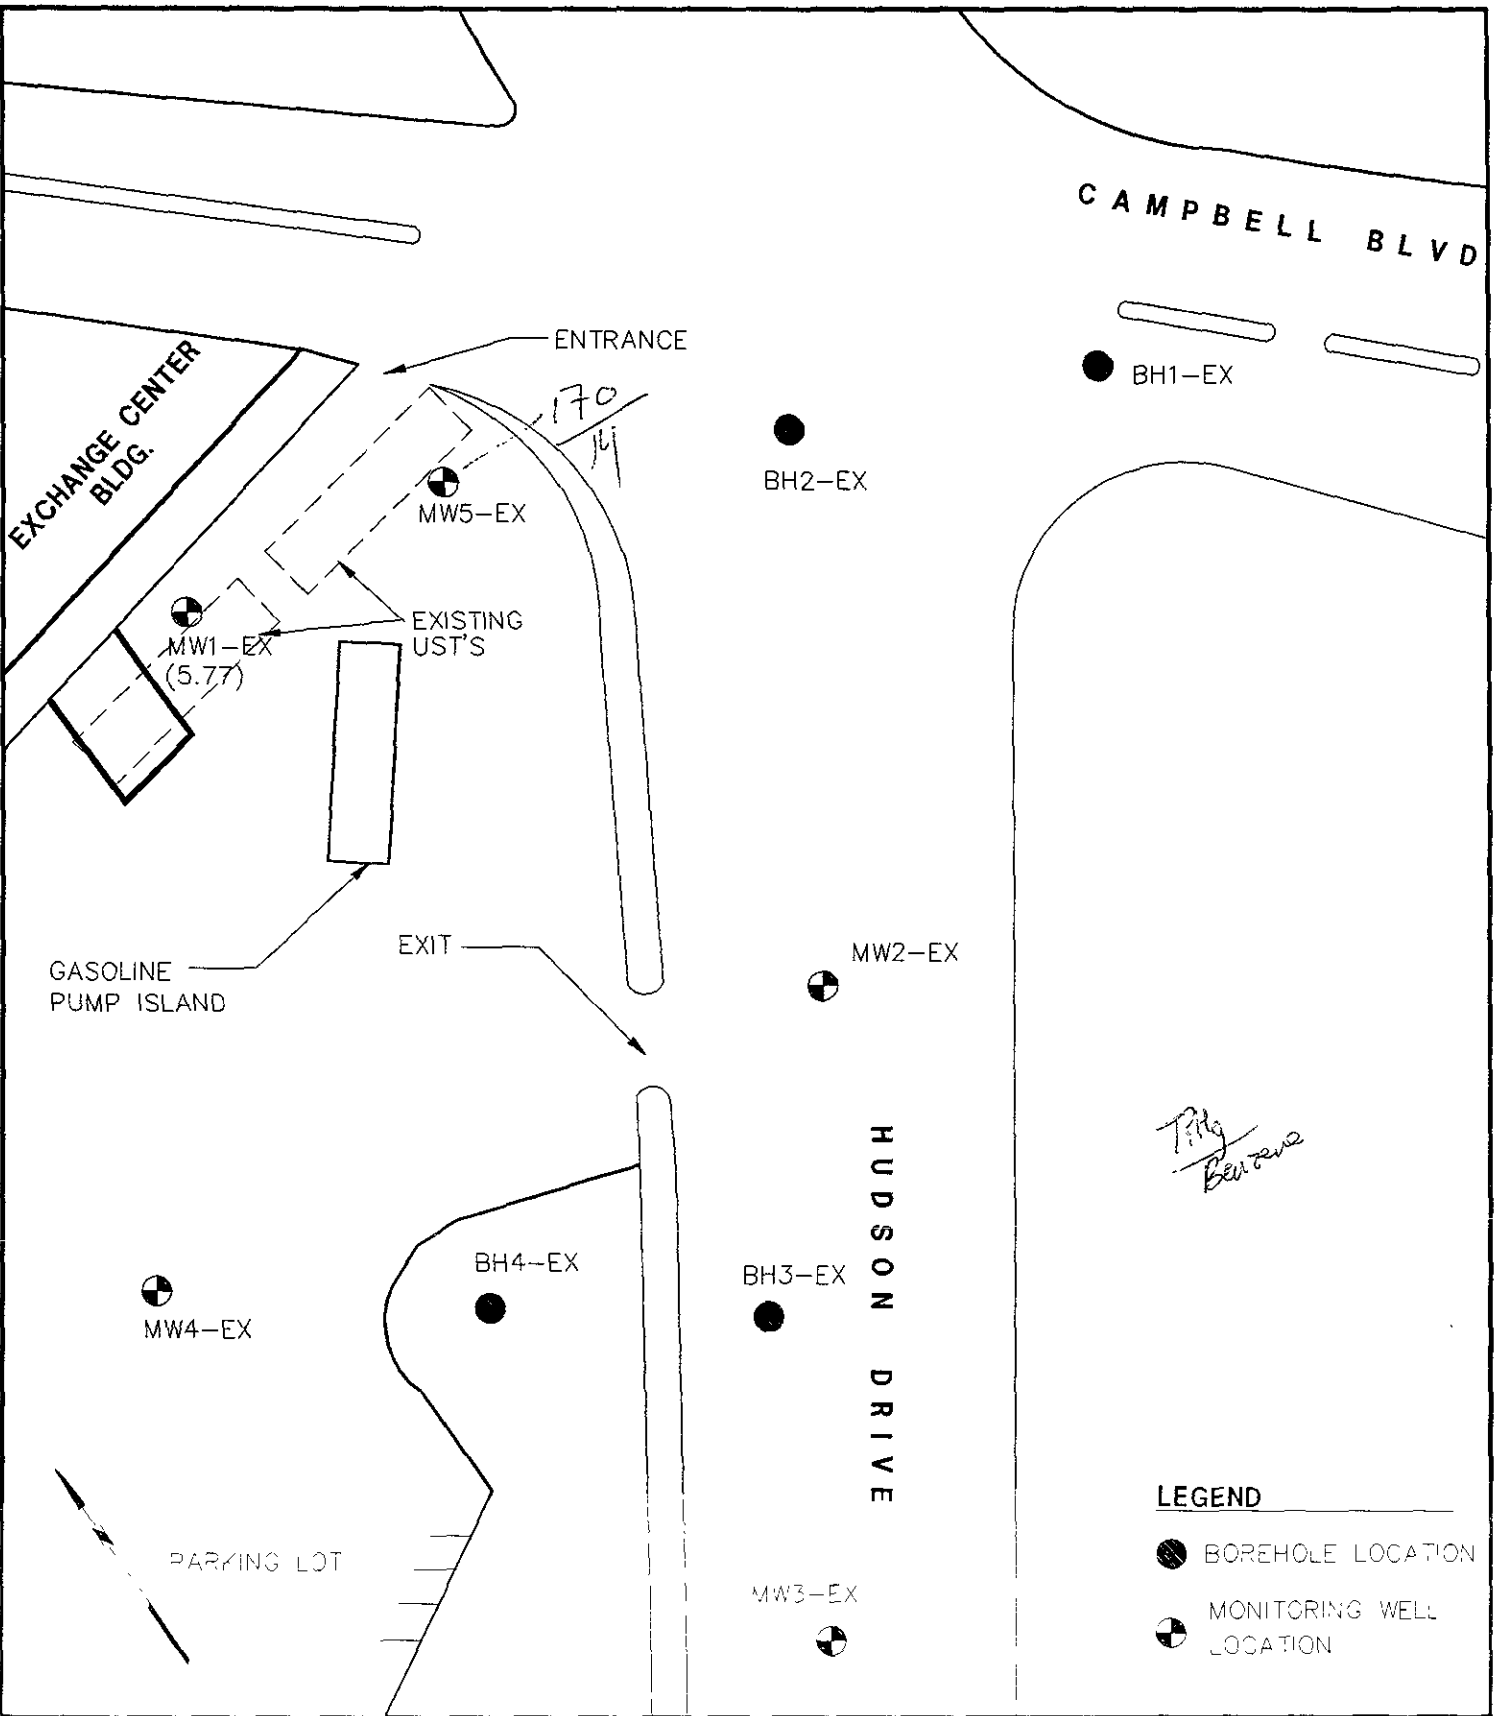 CAMPBELL BLVD
ENTRANCE
EXCHANGE CENTER
BLDG.
170
14
BH1-EX
BH2-EX
MW5-EX
EXISTING
UST'S
MW1-EX
(5.77)
MW2-EX
EXIT
GASOLINE
PUMP ISLAND
HUDSON DRIVE
Benzene
BH4-EX
BH3-EX
MW4-EX
PARKING LOT
MW3-EX
LEGEND
BOREHOLE LOCATION
MONITORING WELL
LOCATION